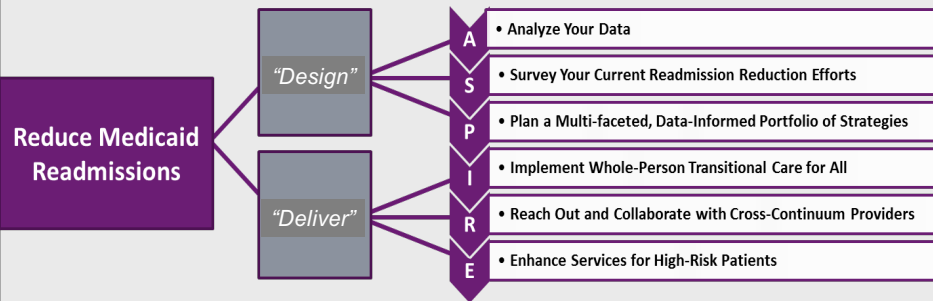 Reduce Medicaid
Readmissions
“Design”
“Deliver”
A • Analyze Your Data
S • Survey Your Current Readmission Reduction Efforts
P • Plan a Multi-faceted, Data-Informed Portfolio of Strategies
I • Implement Whole-Person Transitional Care for All
R • Reach Out and Collaborate with Cross-Continuum Providers
E • Enhance Services for High-Risk Patients